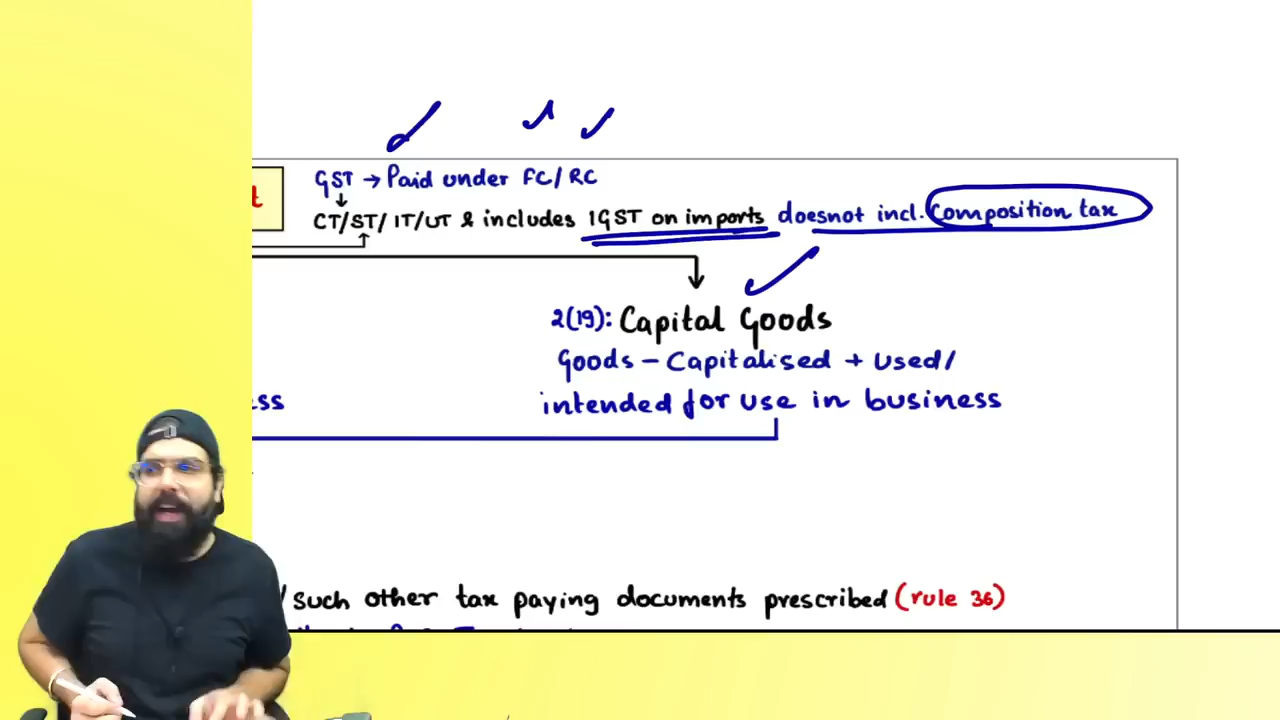 GST → Paid under FC/RC
t
CT/ST/IT/UT & includes IGST on imports doesnot incl. Composition tax
2(19): Capital Goods
Goods - Capitalised + Used/
ess intended for use in business
/such other tax paying documents prescribed (rule 36)